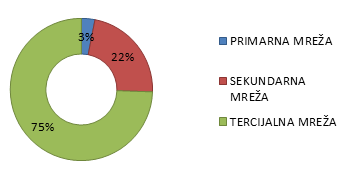 3%
22%
75%
PRIMARNA MREŽA
SEKUNDARNA
MREŽA
TERCIJALNA MREŽA